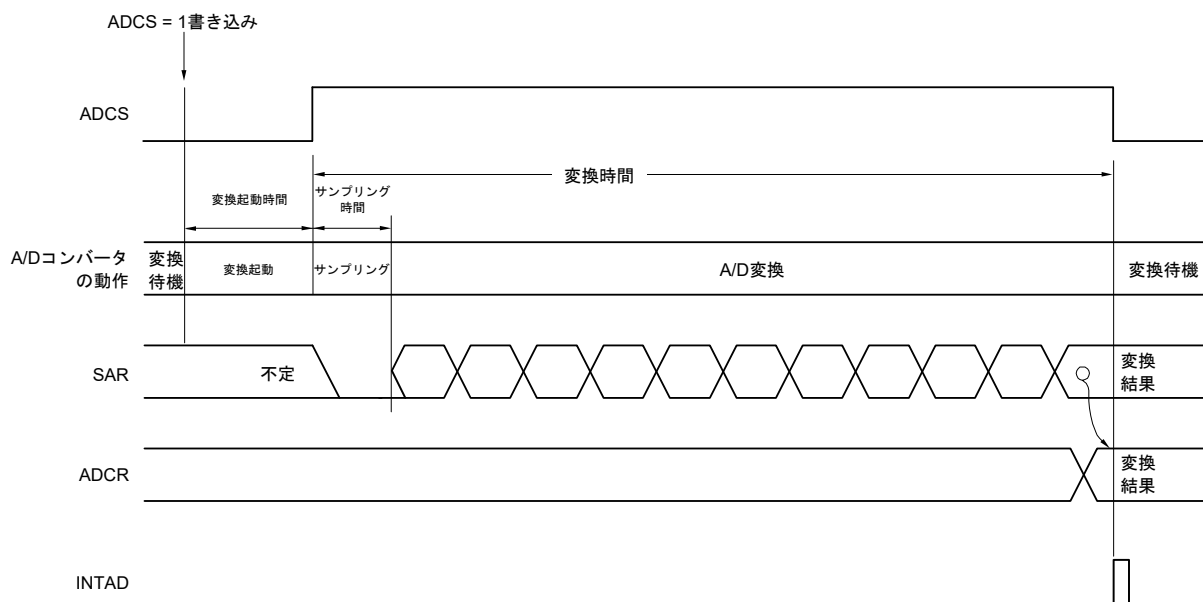 ADCS = 1書き込み
ADCS
変換時間
変換起動時間
サンプリング
時間
A/Dコンバータ
の動作
変換
待機
変換起動
サンプリング
A/D変換
変換待機
SAR
不定
変換
結果
ADCR
変換
結果
INTAD